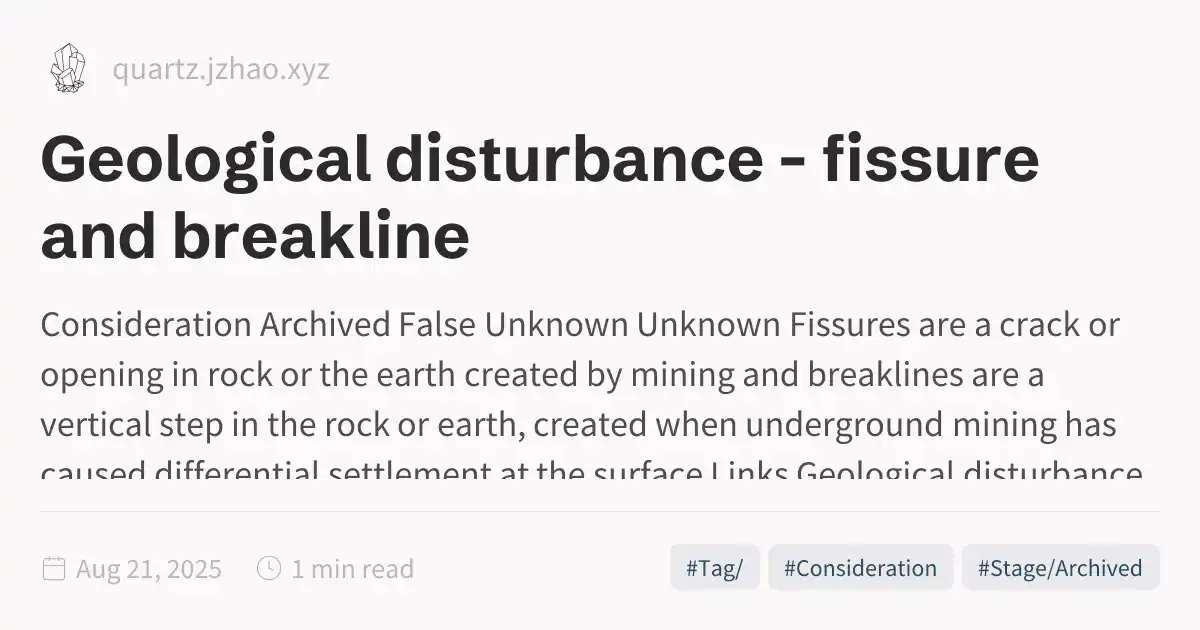 quartz.jzhao.xyz
Geological disturbance - fissure
and breakline
Consideration Archived False Unknown Unknown Fissures are a crack or
opening in rock or the earth created by mining and breaklines are a
vertical step in the rock or earth, created when underground mining has
caused differential settlement at the surface Links Geological disturbance
Aug 21, 2025
1 min read
#Tag/
#Consideration
#Stage/Archived